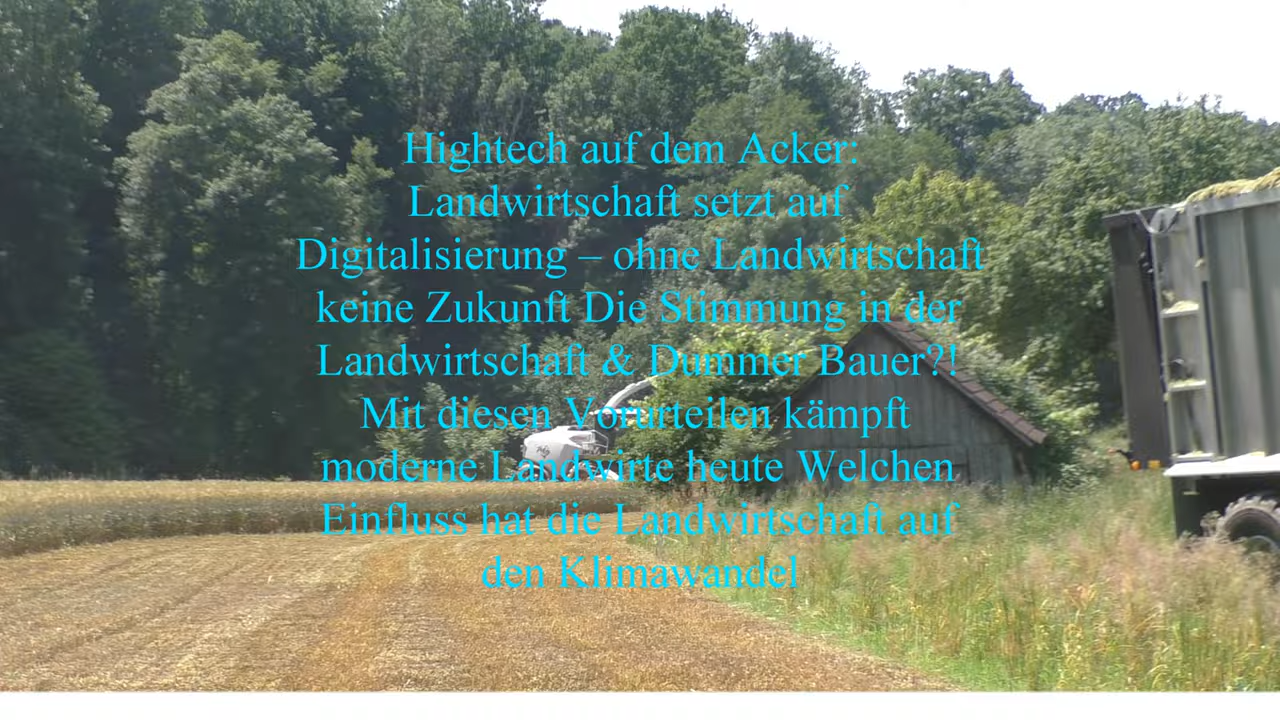 Hightech auf dem Acker:
Landwirtschaft setzt auf
Digitalisierung – ohne Landwirtschaft
keine Zukunft Die Stimmung in der
Landwirtschaft & Dummer Bauer?!
Mit diesen Vorurteilen kämpft
moderne Landwirte heute Welchen
Einfluss hat die Landwirtschaft auf
den Klimawandel